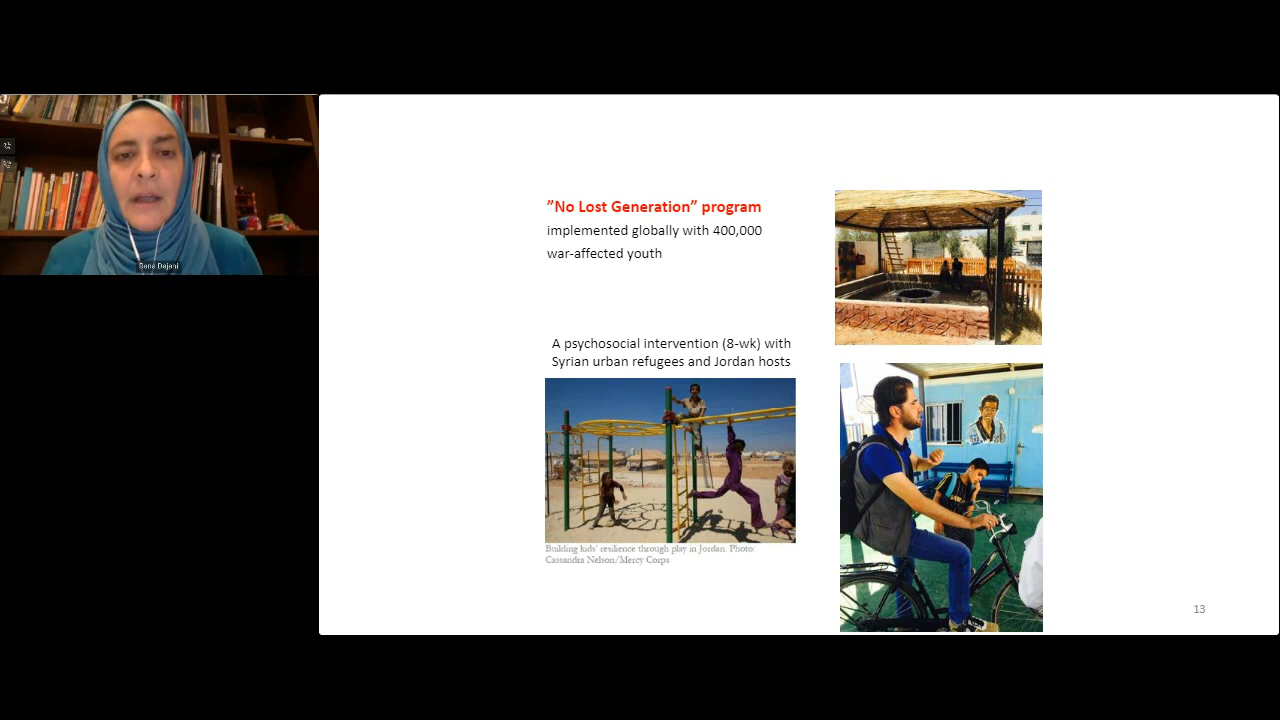 Rana Dajani
”No Lost Generation” program
implemented globally with 400,000
war-affected youth
A psychosocial intervention (8-wk) with
Syrian urban refugees and Jordan hosts
Building kids' resilience through play in Jordan. Photo:
Cassandra Nelson/Mercy Corps
13